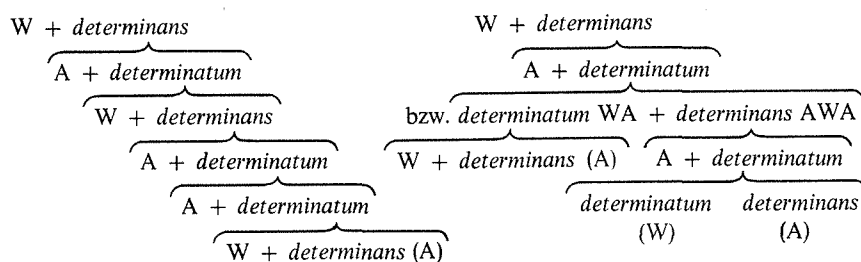 W + determinans
A + determinatum
W + determinans
A + determinatum
A + determinatum
W + determinans (A)
W + determinans
A + determinatum
bzw. determinatum WA + determinans AWA
W + determinans (A) A + determinatum
determinatum determinans
(W) (A)